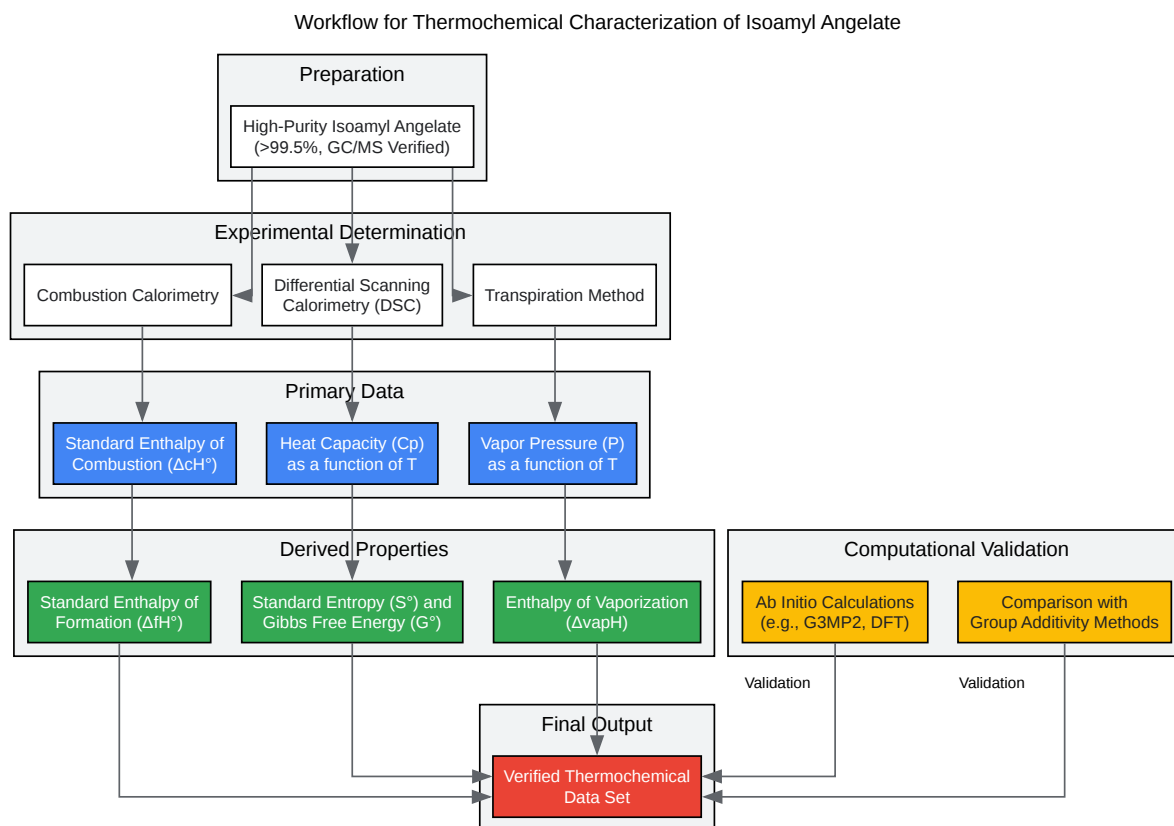 Workflow for Thermochemical Characterization of Isoamyl Angelate
Preparation
High-Purity Isoamyl Angelate
(>99.5%, GC/MS Verified)
Experimental Determination
Combustion Calorimetry
Differential Scanning
Calorimetry (DSC)
Transpiration Method
Primary Data
Standard Enthalpy of
Combustion (ΔcH°)
Heat Capacity (Cp)
as a function of T
Vapor Pressure (P)
as a function of T
Derived Properties
Standard Enthalpy of
Formation (ΔfH°)
Standard Entropy (S°) and
Gibbs Free Energy (G°)
Enthalpy of Vaporization
(ΔvapH)
Computational Validation
Ab Initio Calculations
(e.g., G3MP2, DFT)
Comparison with
Group Additivity Methods
Validation
Validation
Final Output
Verified Thermochemical
Data Set